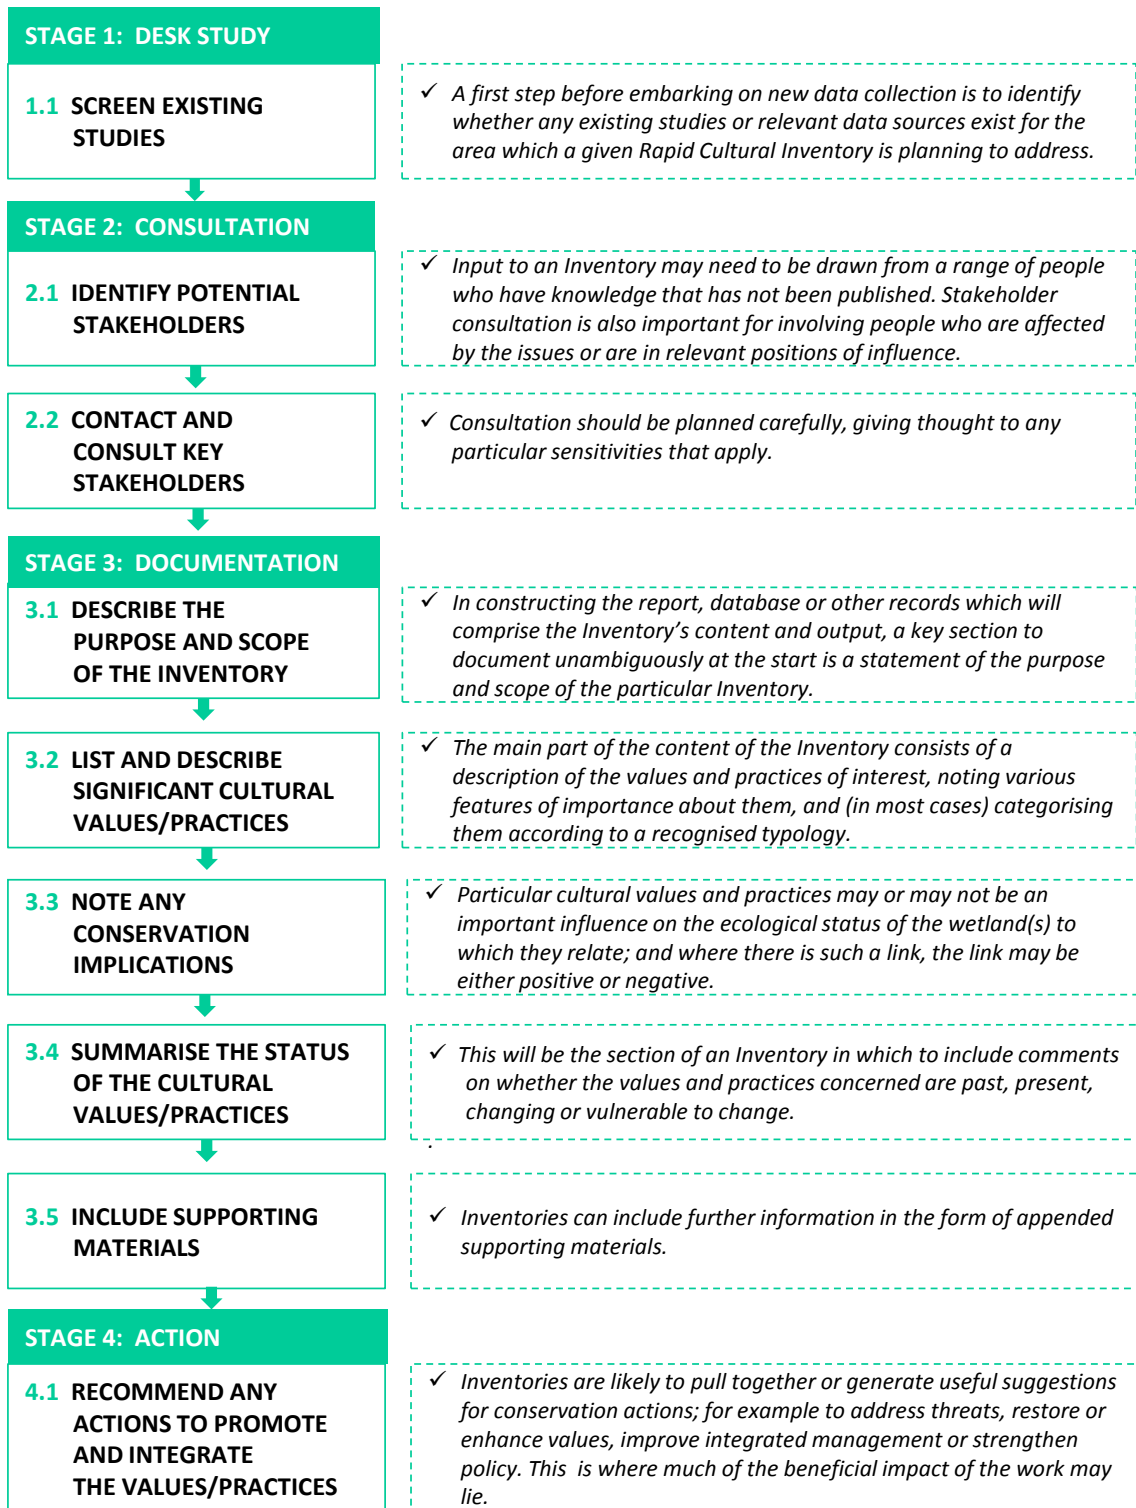 STAGE 1: DESK STUDY
1.1 SCREEN EXISTING
STUDIES
✓ A first step before embarking on new data collection is to identify
whether any existing studies or relevant data sources exist for the
area which a given Rapid Cultural Inventory is planning to address.
STAGE 2: CONSULTATION
2.1 IDENTIFY POTENTIAL
STAKEHOLDERS
✓ Input to an Inventory may need to be drawn from a range of people
who have knowledge that has not been published. Stakeholder
consultation is also important for involving people who are affected
by the issues or are in relevant positions of influence.
2.2 CONTACT AND
CONSULT KEY
STAKEHOLDERS
✓ Consultation should be planned carefully, giving thought to any
particular sensitivities that apply.
STAGE 3: DOCUMENTATION
3.1 DESCRIBE THE
PURPOSE AND SCOPE
OF THE INVENTORY
✓ In constructing the report, database or other records which will
comprise the Inventory’s content and output, a key section to
document unambiguously at the start is a statement of the purpose
and scope of the particular Inventory.
3.2 LIST AND DESCRIBE
SIGNIFICANT CULTURAL
VALUES/PRACTICES
✓ The main part of the content of the Inventory consists of a
description of the values and practices of interest, noting various
features of importance about them, and (in most cases) categorising
them according to a recognised typology.
3.3 NOTE ANY
CONSERVATION
IMPLICATIONS
✓ Particular cultural values and practices may or may not be an
important influence on the ecological status of the wetland(s) to
which they relate; and where there is such a link, the link may be
either positive or negative.
3.4 SUMMARISE THE STATUS
OF THE CULTURAL
VALUES/PRACTICES
✓ This will be the section of an Inventory in which to include comments
on whether the values and practices concerned are past, present,
changing or vulnerable to change.
.
3.5 INCLUDE SUPPORTING
MATERIALS
✓ Inventories can include further information in the form of appended
supporting materials.
STAGE 4: ACTION
4.1 RECOMMEND ANY
ACTIONS TO PROMOTE
AND INTEGRATE
THE VALUES/PRACTICES
✓ Inventories are likely to pull together or generate useful suggestions
for conservation actions; for example to address threats, restore or
enhance values, improve integrated management or strengthen
policy. This is where much of the beneficial impact of the work may
lie.